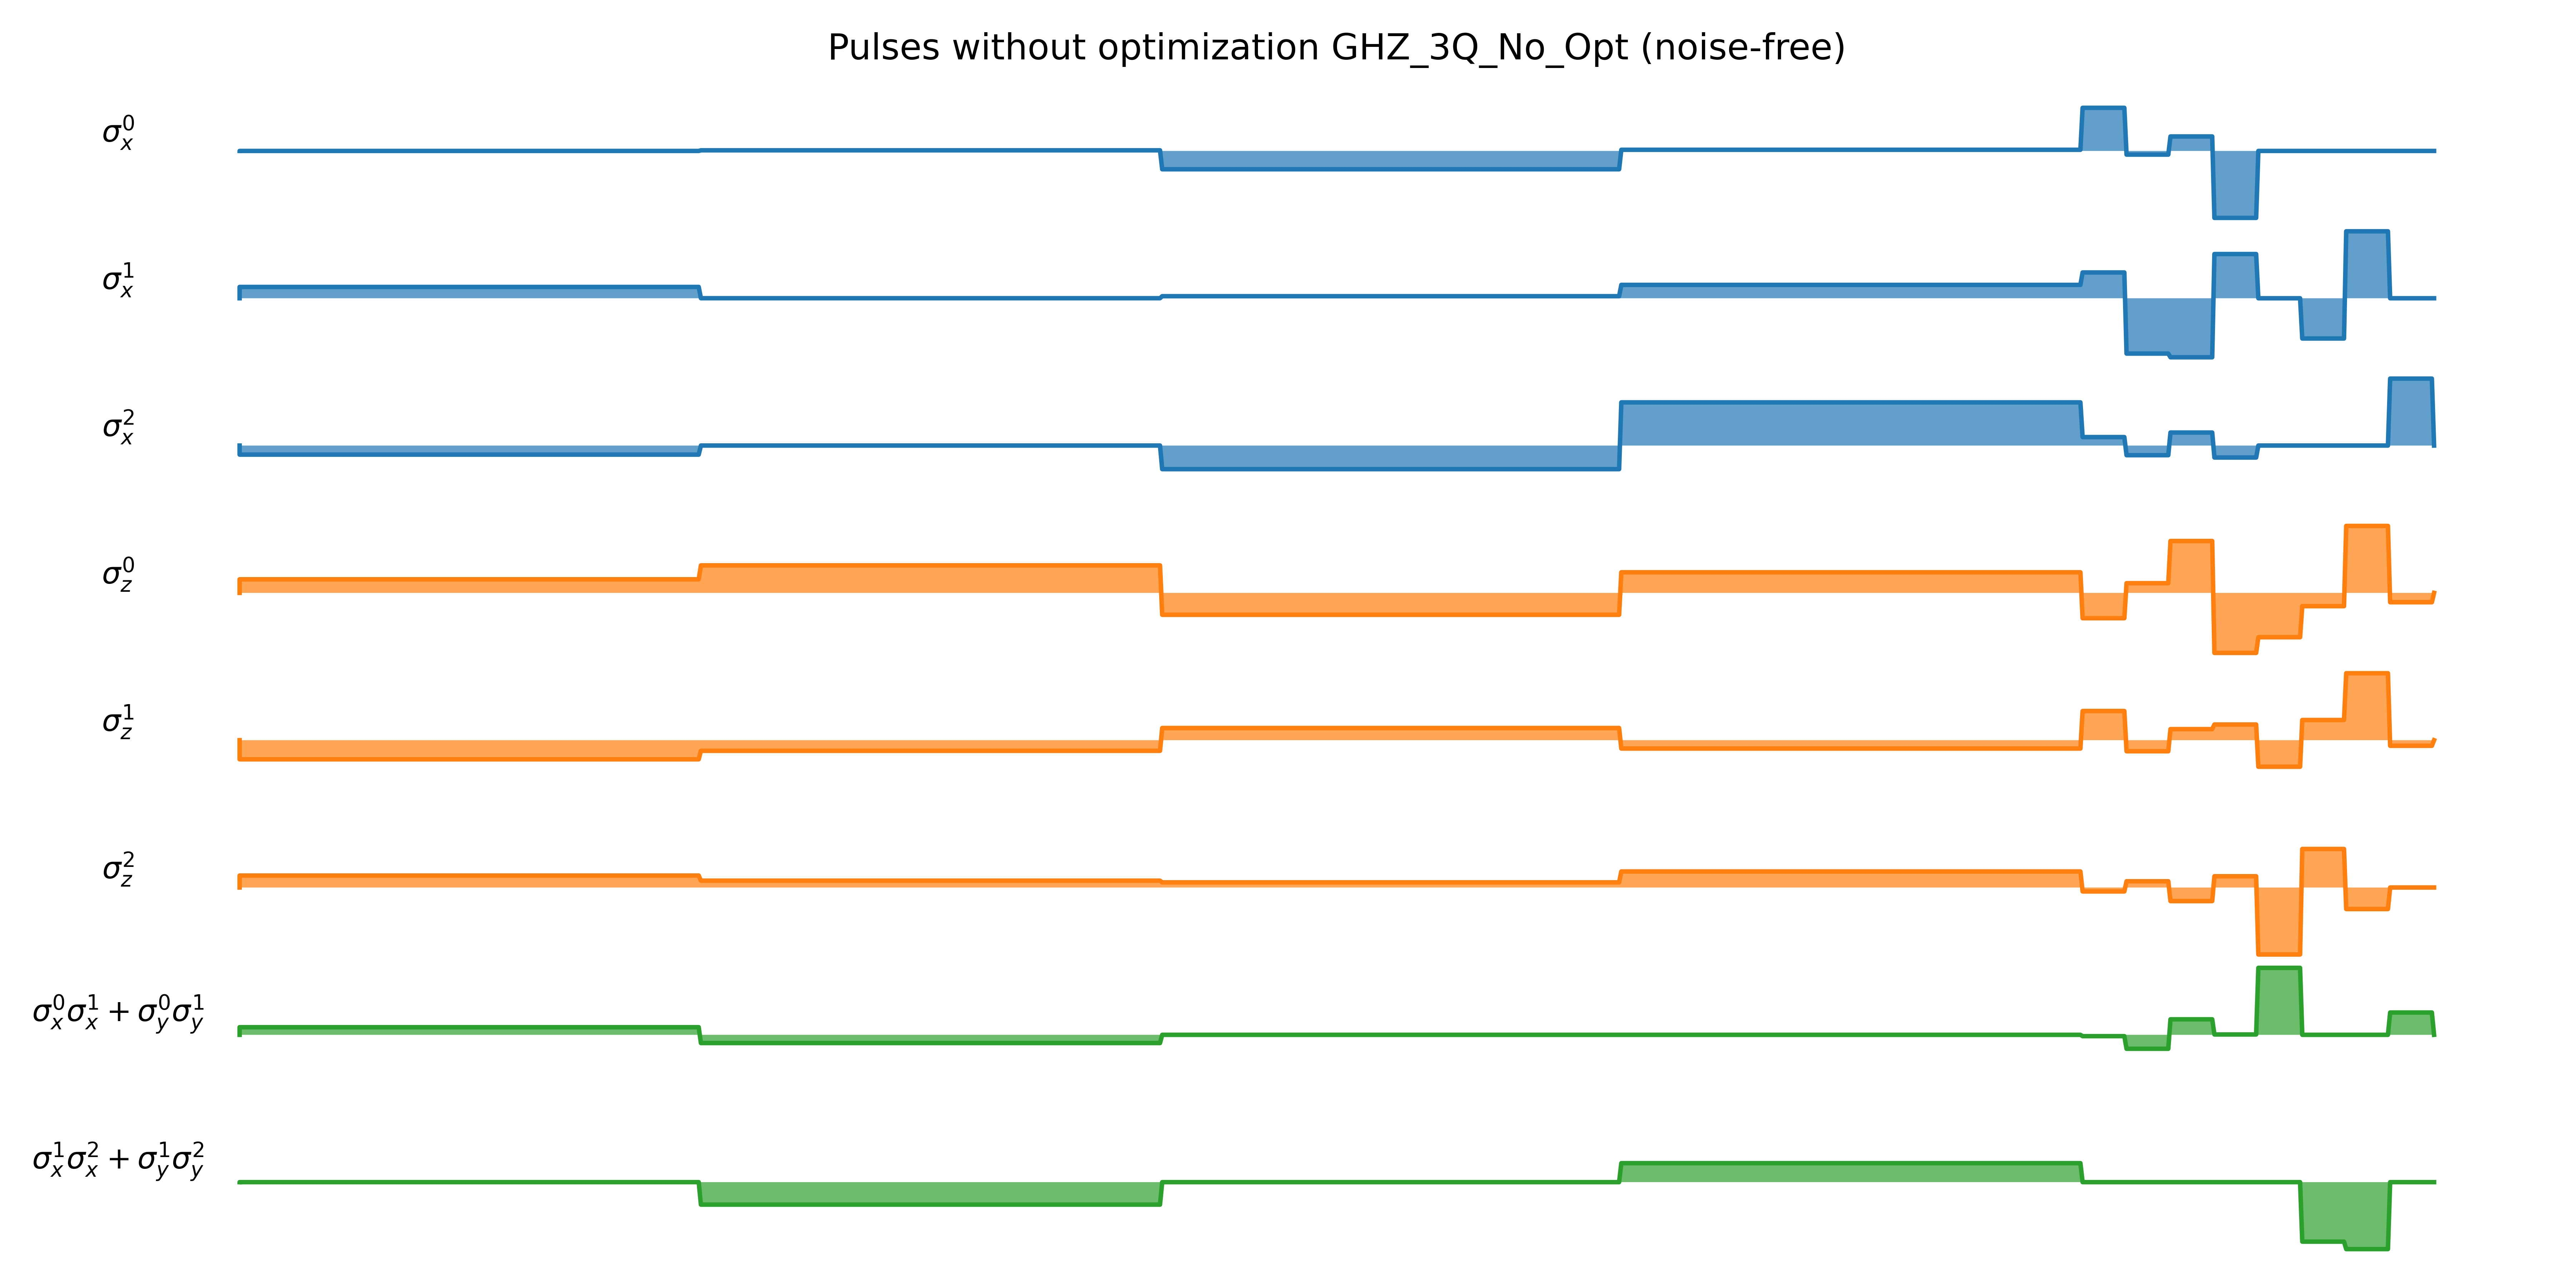 Pulses without optimization GHZ_3Q_No_Opt (noise-free)
σ_x^0
σ_x^1
σ_x^2
σ_z^0
σ_z^1
σ_z^2
σ_x^0σ_x^1 + σ_y^0σ_y^1
σ_x^1σ_x^2 + σ_y^1σ_y^2